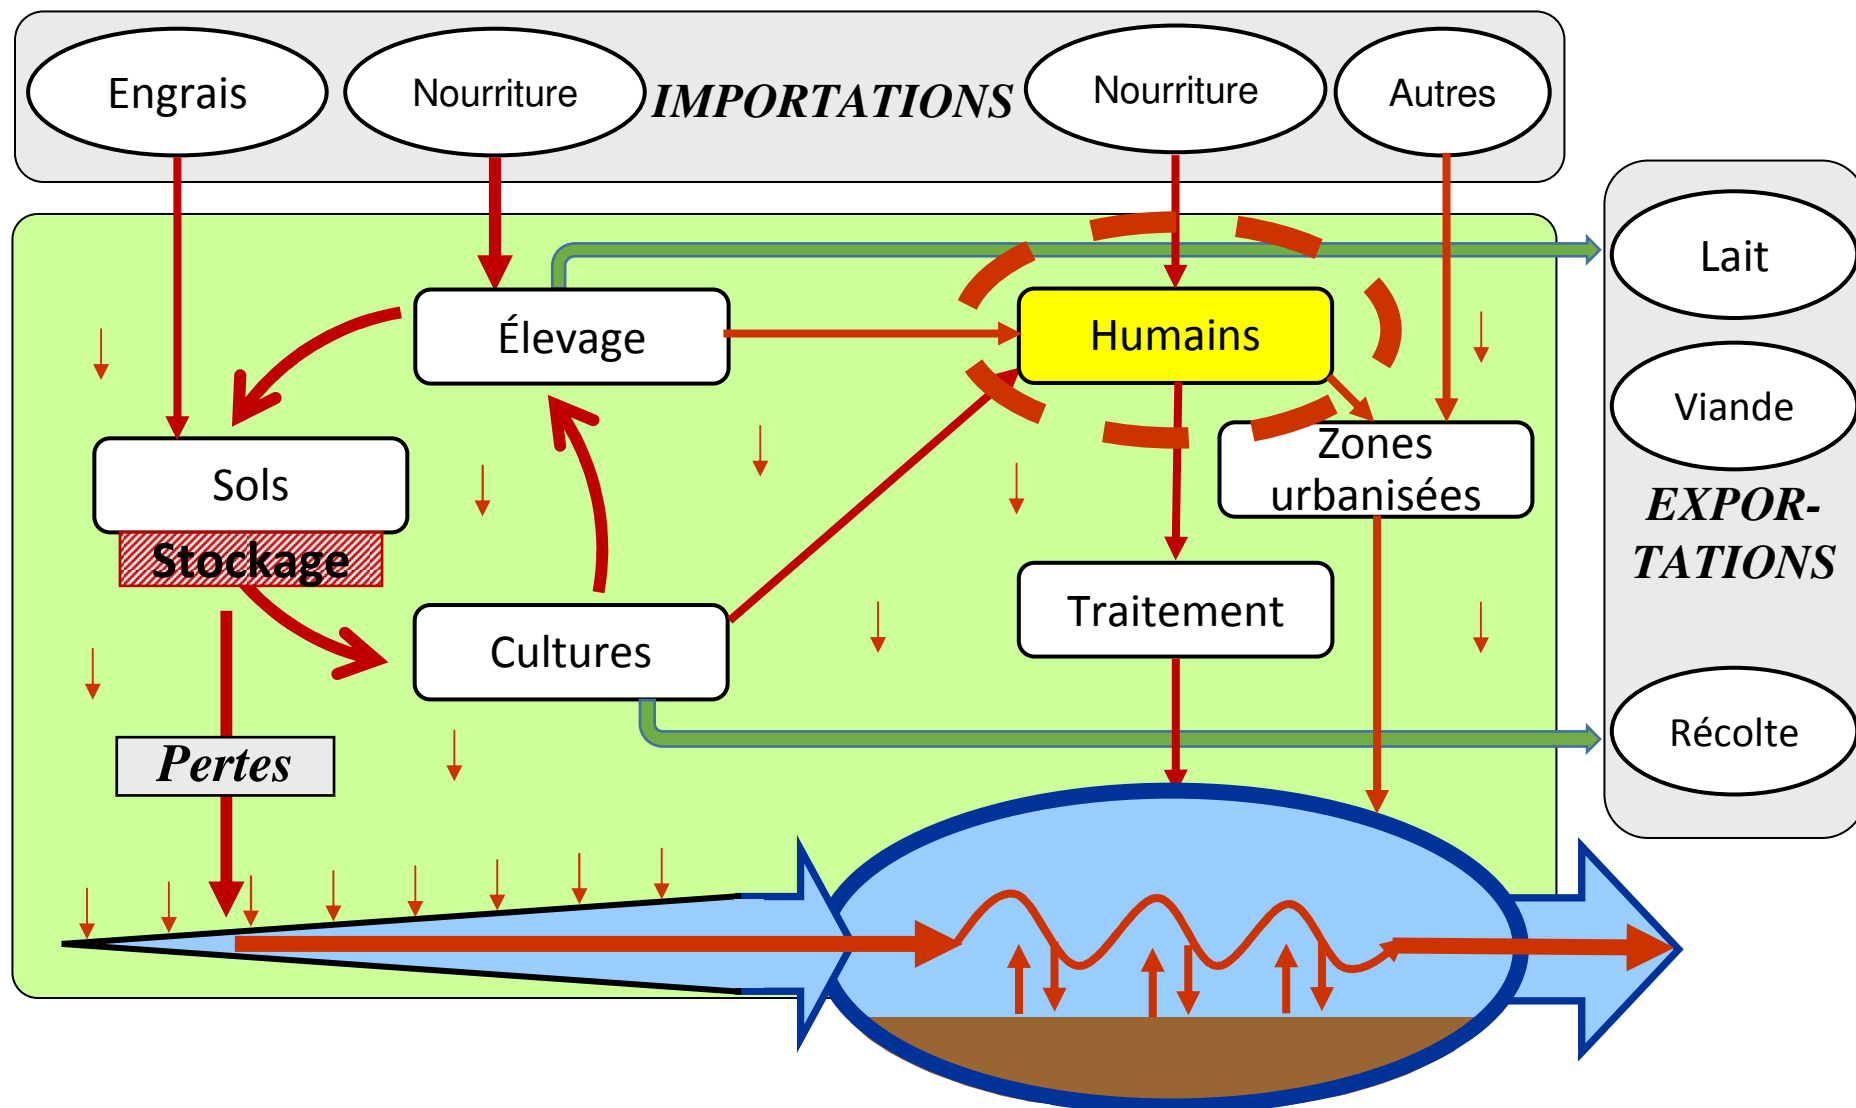 Engrais
Nourriture
IMPORTATIONS
Nourriture
Autres
Lait
Élevage
Humains
Viande
Sols
Zones
urbanisées
EXPOR-
TATIONS
Stockage
Traitement
Cultures
Récolte
Pertes